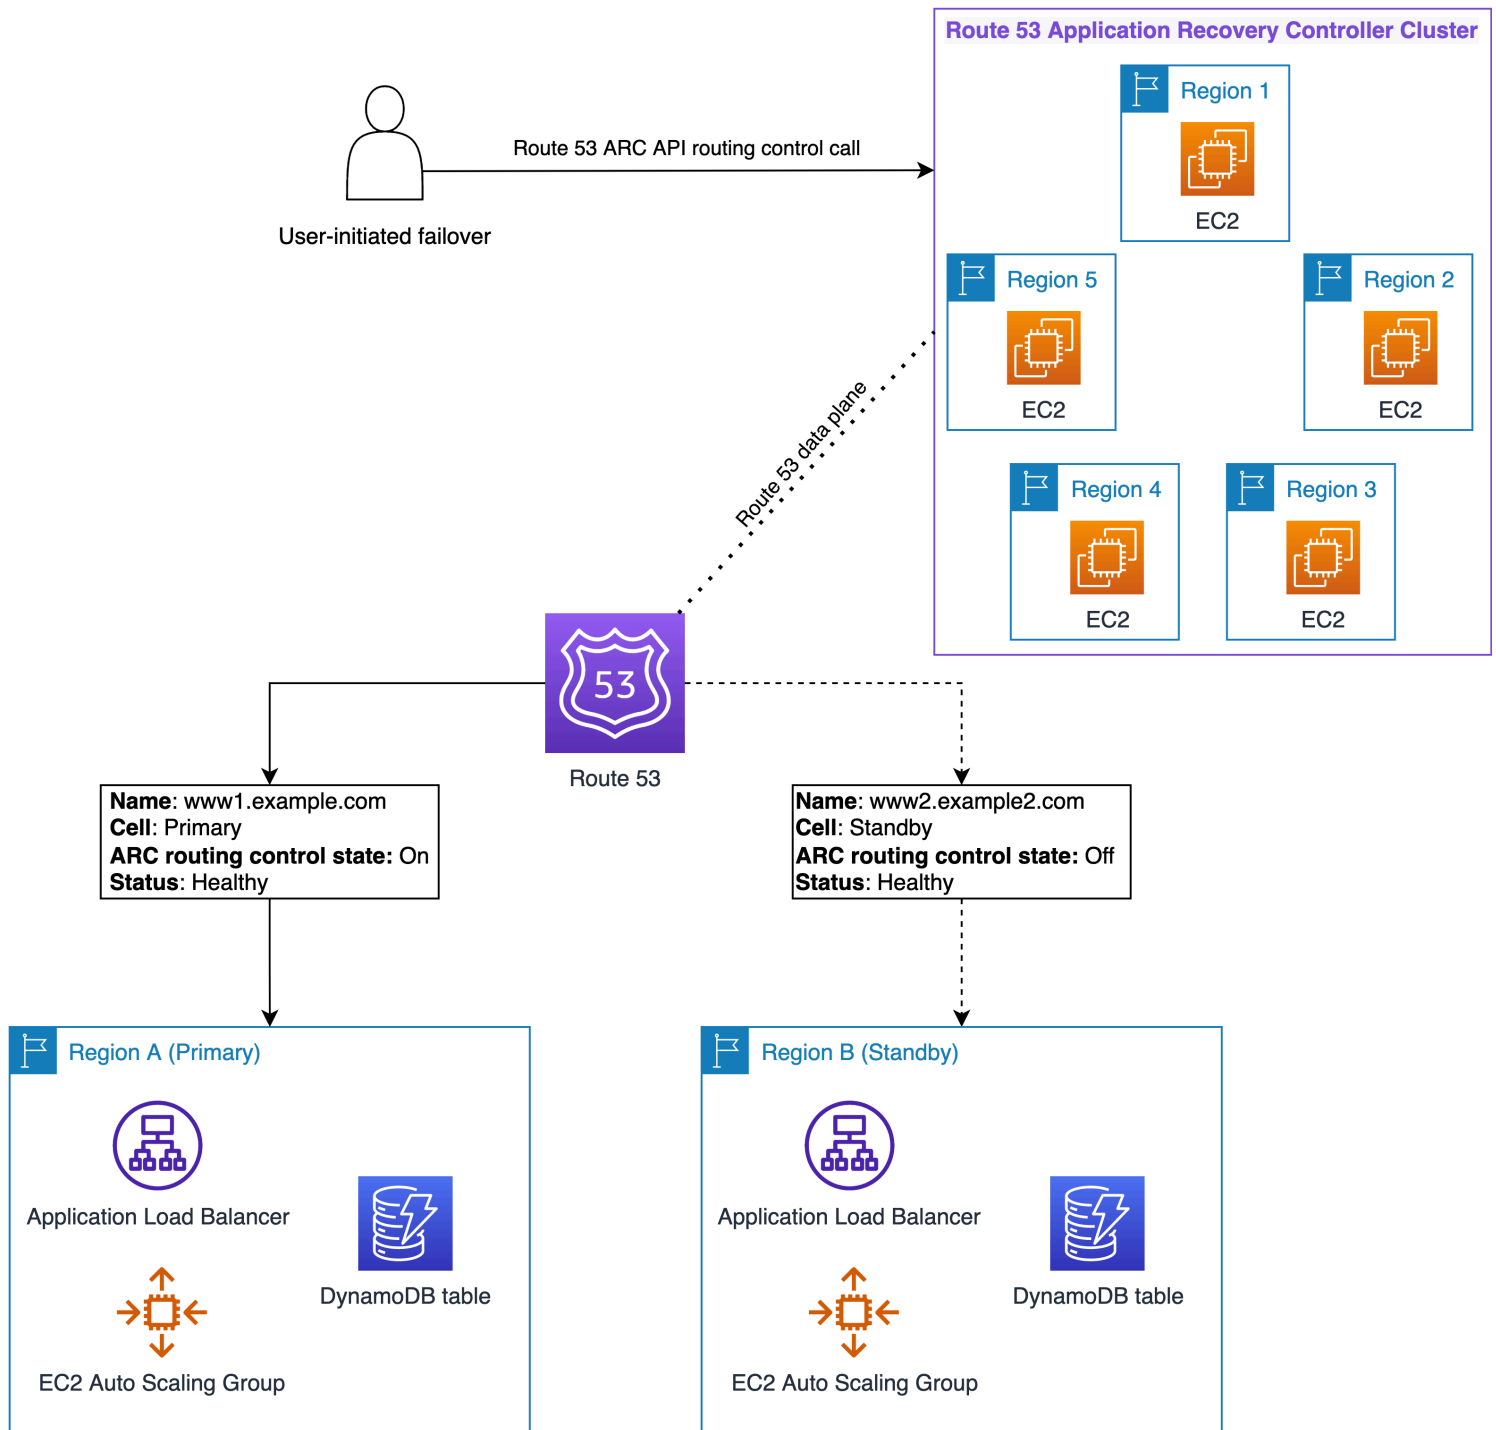 Route 53 Application Recovery Controller Cluster
Region 1
EC2
Route 53 ARC API routing control call
User-initiated failover
Region 5
EC2
Region 2
EC2
Route 53 data plane
Region 4
EC2
Region 3
EC2
53
Route 53
Name: www1.example.com
Cell: Primary
ARC routing control state: On
Status: Healthy
Name: www2.example2.com
Cell: Standby
ARC routing control state: Off
Status: Healthy
Region A (Primary)
Application Load Balancer
DynamoDB table
EC2 Auto Scaling Group
Region B (Standby)
Application Load Balancer
DynamoDB table
EC2 Auto Scaling Group